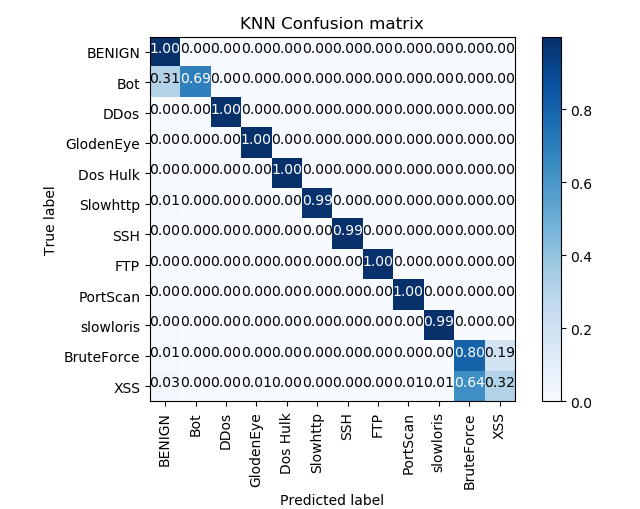 KNN Confusion matrix
True label
BENIGN 1.00 0.00 0.00 0.00 0.00 0.00 0.00 0.00 0.00 0.00 0.00 0.00
Bot 0.31 0.69 0.00 0.00 0.00 0.00 0.00 0.00 0.00 0.00 0.00 0.00
DDos 0.00 0.00 1.00 0.00 0.00 0.00 0.00 0.00 0.00 0.00 0.00 0.00
GlodenEye 0.00 0.00 0.00 1.00 0.00 0.00 0.00 0.00 0.00 0.00 0.00 0.00
Dos Hulk 0.00 0.00 0.00 0.00 1.00 0.00 0.00 0.00 0.00 0.00 0.00 0.00
Slowhttp 0.01 0.00 0.00 0.00 0.00 0.99 0.00 0.00 0.00 0.00 0.00 0.00
SSH 0.00 0.00 0.00 0.00 0.00 0.00 0.99 0.00 0.00 0.00 0.00 0.00
FTP 0.00 0.00 0.00 0.00 0.00 0.00 0.00 1.00 0.00 0.00 0.00 0.00
PortScan 0.00 0.00 0.00 0.00 0.00 0.00 0.00 0.00 1.00 0.00 0.00 0.00
slowloris 0.00 0.00 0.00 0.00 0.00 0.00 0.00 0.00 0.00 0.99 0.00 0.00
BruteForce 0.01 0.00 0.00 0.00 0.00 0.00 0.00 0.00 0.00 0.00 0.80 0.19
XSS 0.03 0.00 0.00 0.01 0.00 0.00 0.00 0.00 0.01 0.01 0.64 0.32
BENIGN
Bot
DDos
GlodenEye
Dos Hulk
Slowhttp
SSH
FTP
PortScan
slowloris
BruteForce
XSS
Predicted label
0.8
0.6
0.4
0.2
0.0